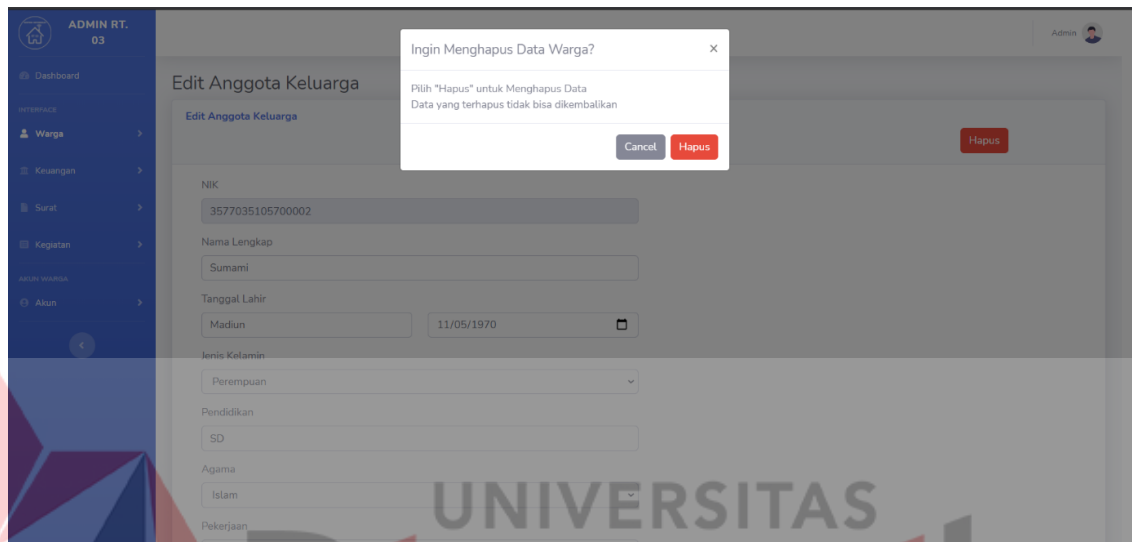 ADMIN RT.
03
Admin
Ingin Menghapus Data Warga?
×
Pilih "Hapus" untuk Menghapus Data
Data yang terhapus tidak bisa dikembalikan
Cancel
Hapus
Dashboard
INTERFACE
Warga
Keuangan
Surat
Kegiatan
AKUN WARGA
Akun
Edit Anggota Keluarga
Edit Anggota Keluarga
Hapus
NIK
3577035105700002
Nama Lengkap
Sumami
Tanggal Lahir
Madiun
11/05/1970
Jenis Kelamin
Perempuan
Pendidikan
SD
Agama
Islam
Pekerjaan
UNIVERSITAS